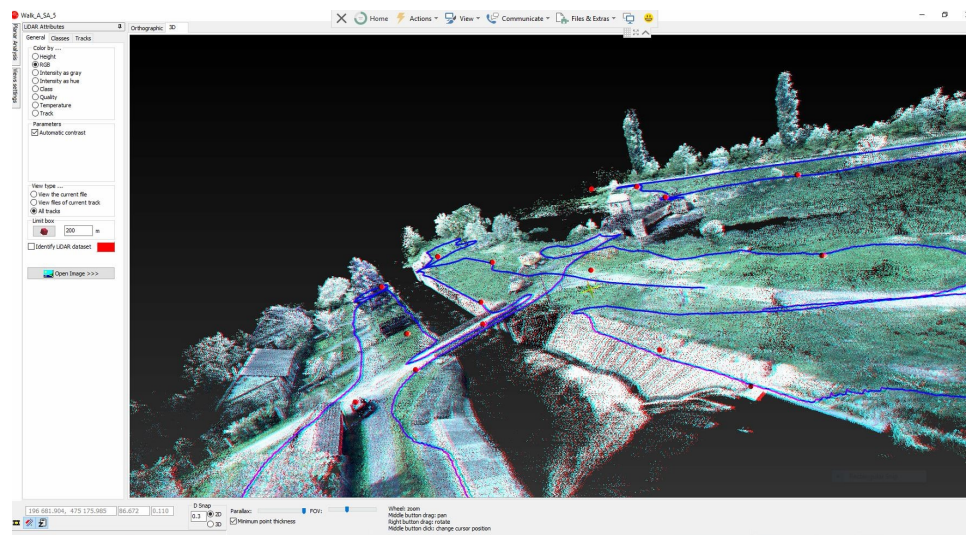 Walk_A_SA_5
Home
Actions
View
Communicate
Files & Extras
LiDAR Attributes
Orthographic
3D
Planar Analysis
Views settings
General
Classes
Tracks
Color by ...
Height
RGB
Intensity as gray
Intensity as hue
Class
Quality
Temperature
Track
Parameters
Automatic contrast
View type ...
View the current file
View files of current track
All tracks
Limit box
200
m
Identify LiDAR dataset
Open Image >>>
196 681.904, 475 175.985
86.672
0.110
D Snap
0.3
2D
3D
Parallax:
FOV:
Minimum point thickness
Wheel: zoom
Middle button drag: pan
Right button drag: rotate
Middle button click: change cursor position